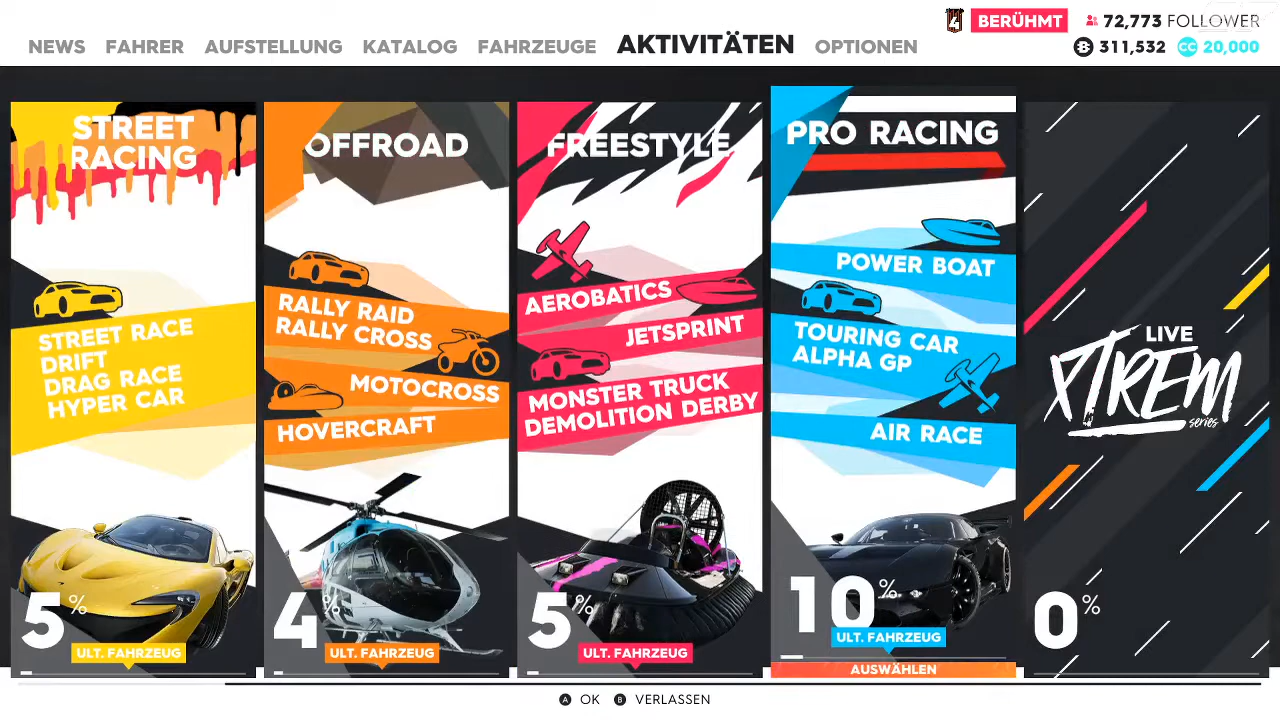 4 BERÜHMT 72,773 FOLLOWER
NEWS FAHRER AUFSTELLUNG KATALOG FAHRZEUGE AKTIVITÄTEN OPTIONEN
311,532 CC 20,000
STREET
RACING
STREET RACE
DRIFT
DRAG RACE
HYPER CAR
5%
ULT. FAHRZEUG
OFFROAD
RALLY RAID
RALLY CROSS
MOTOCROSS
HOVERCRAFT
4%
ULT. FAHRZEUG
FREESTYLE
AEROBATICS
JETSPRINT
MONSTER TRUCK
DEMOLITION DERBY
5%
ULT. FAHRZEUG
PRO RACING
POWER BOAT
TOURING CAR
ALPHA GP
AIR RACE
10%
ULT. FAHRZEUG
AUSWÄHLEN
LIVE
XTREM
series
0%
A OK B VERLASSEN